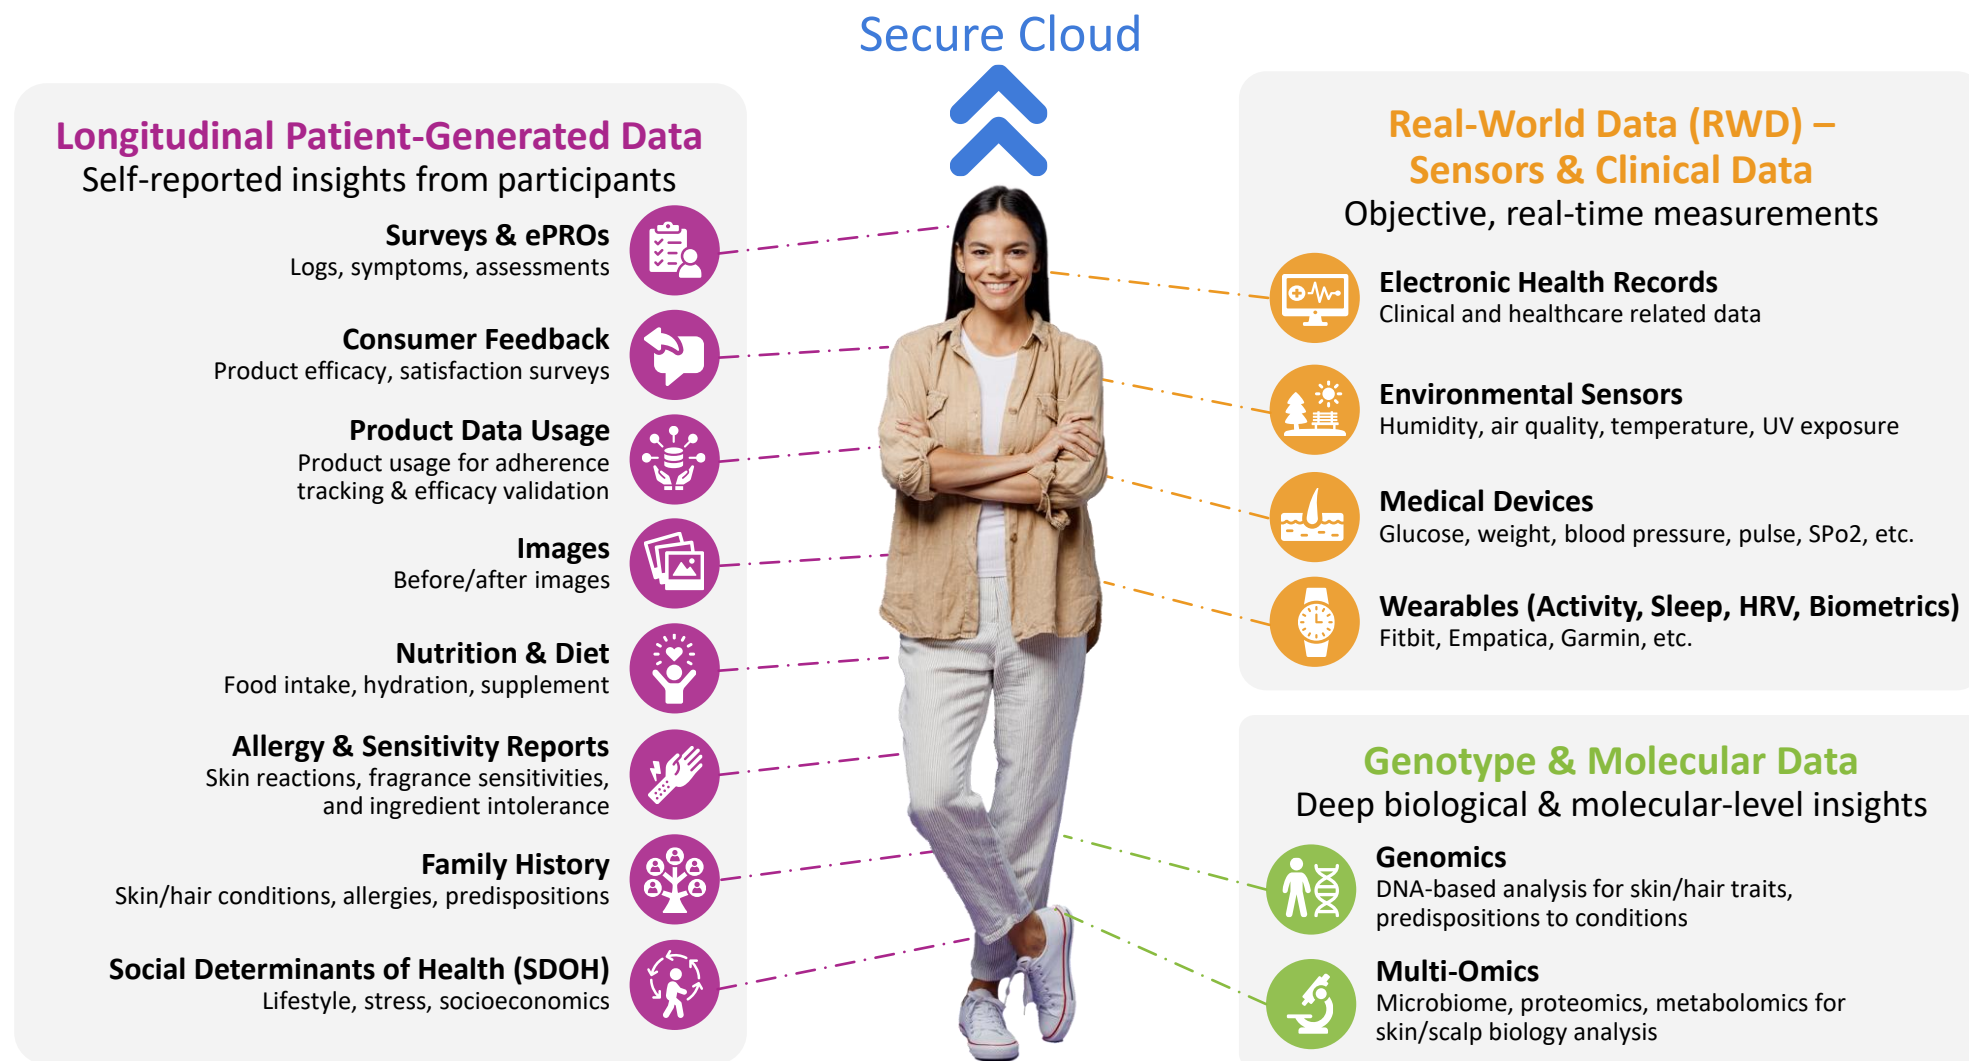 Secure Cloud
Longitudinal Patient-Generated Data
Self-reported insights from participants
Surveys & ePROs
Logs, symptoms, assessments
Consumer Feedback
Product efficacy, satisfaction surveys
Product Data Usage
Product usage for adherence
tracking & efficacy validation
Images
Before/after images
Nutrition & Diet
Food intake, hydration, supplement
Allergy & Sensitivity Reports
Skin reactions, fragrance sensitivities,
and ingredient intolerance
Family History
Skin/hair conditions, allergies, predispositions
Social Determinants of Health (SDOH)
Lifestyle, stress, socioeconomics
Real-World Data (RWD) –
Sensors & Clinical Data
Objective, real-time measurements
Electronic Health Records
Clinical and healthcare related data
Environmental Sensors
Humidity, air quality, temperature, UV exposure
Medical Devices
Glucose, weight, blood pressure, pulse, SPo2, etc.
Wearables (Activity, Sleep, HRV, Biometrics)
Fitbit, Empatica, Garmin, etc.
Genotype & Molecular Data
Deep biological & molecular-level insights
Genomics
DNA-based analysis for skin/hair traits,
predispositions to conditions
Multi-Omics
Microbiome, proteomics, metabolomics for
skin/scalp biology analysis